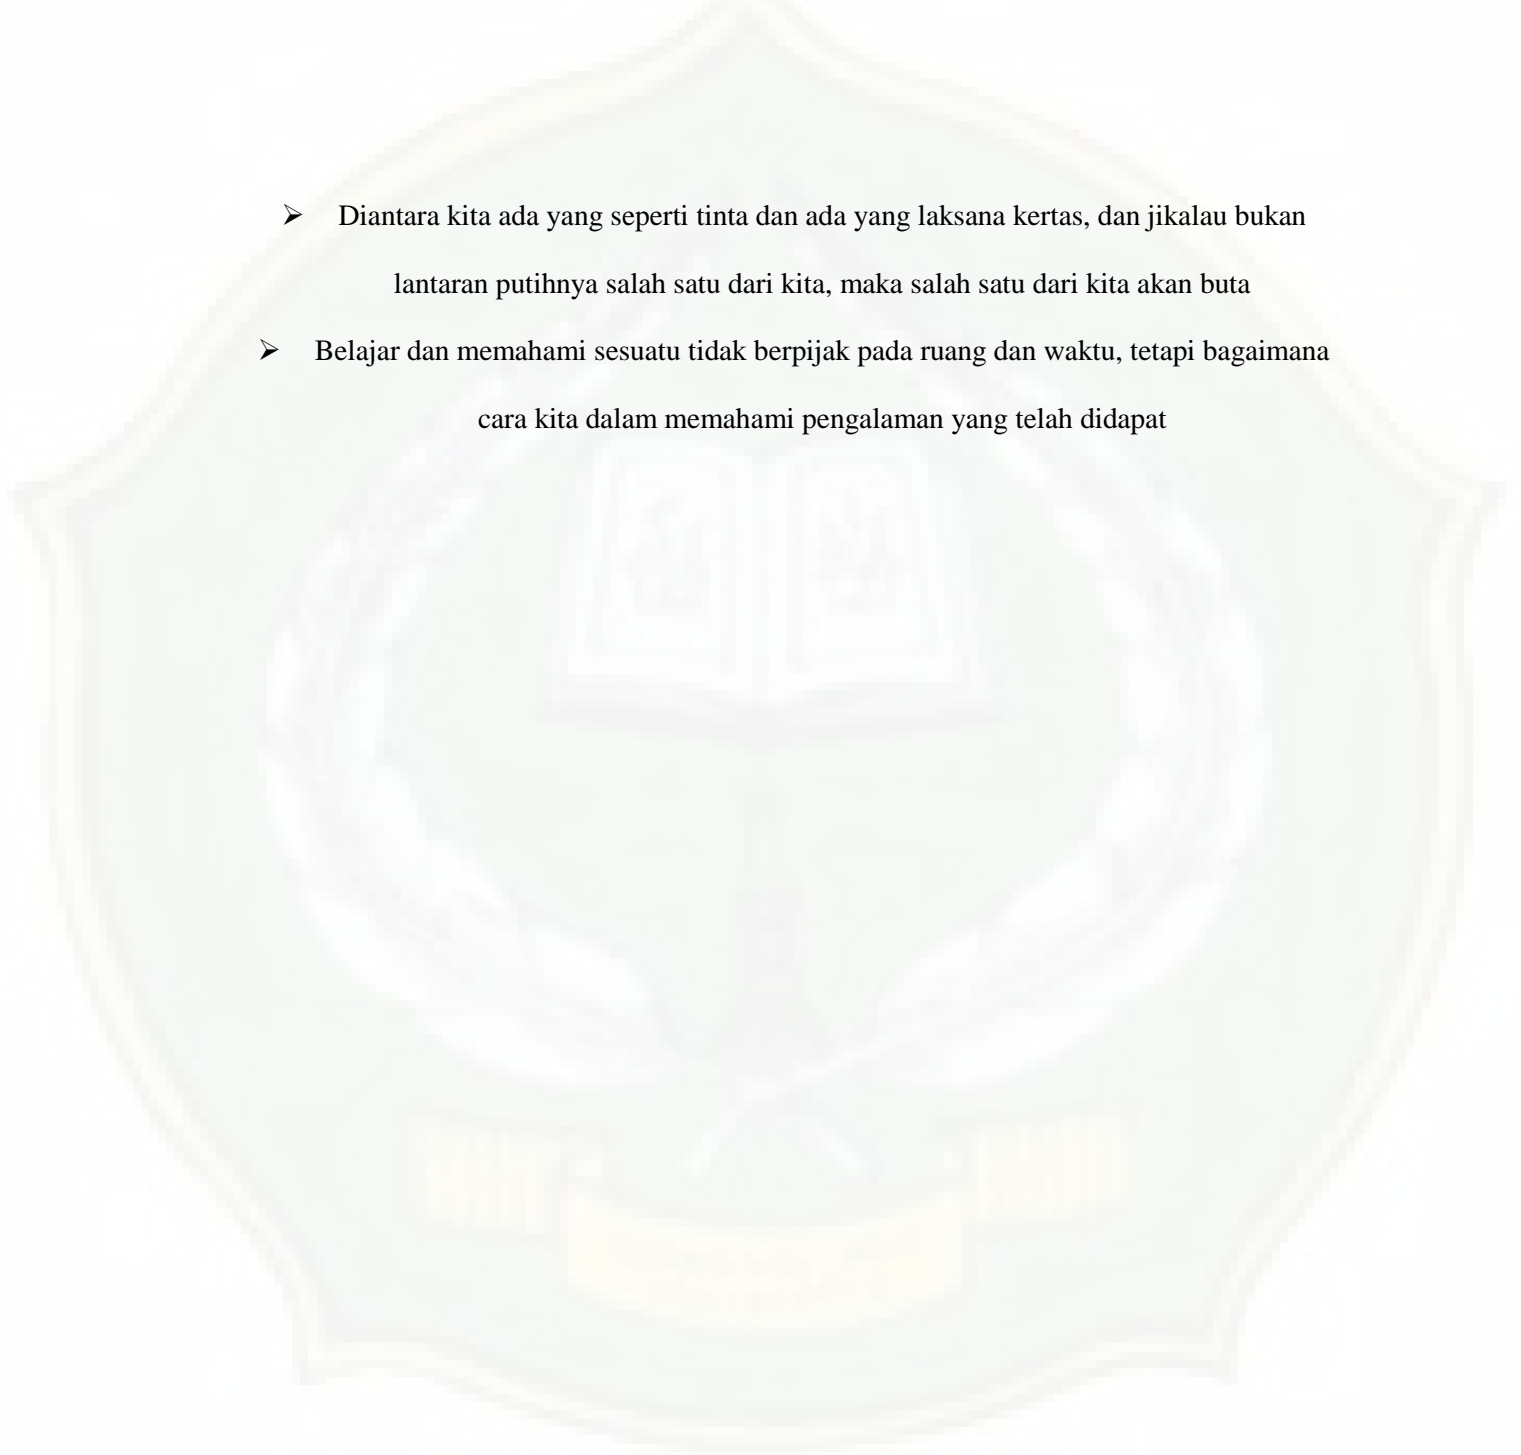 ➢ Diantara kita ada yang seperti tinta dan ada yang laksana kertas, dan jikalau bukan
lantaran putihnya salah satu dari kita, maka salah satu dari kita akan buta
➢ Belajar dan memahami sesuatu tidak berpijak pada ruang dan waktu, tetapi bagaimana
cara kita dalam memahami pengalaman yang telah didapat